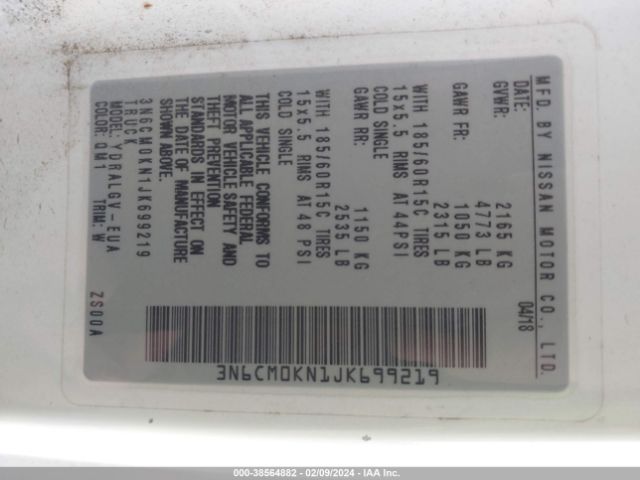 MFD. BY NISSAN MOTOR CO., LTD.
DATE: 04/18
GVWR: 2165 KG
4773 LB
GAWR FR: 1050 KG
2315 LB
WITH 185/60R15C TIRES
15x5.5 RIMS AT 44PSI
COLD SINGLE
GAWR RR: 1150 KG
2535 LB
WITH 185/60R15C TIRES
15x5.5 RIMS AT 48 PSI
COLD SINGLE
THIS VEHICLE CONFORMS TO
ALL APPLICABLE FEDERAL
MOTOR VEHICLE SAFETY AND
THEFT PREVENTION
STANDARDS IN EFFECT ON
THE DATE OF MANUFACTURE
SHOWN ABOVE.
3N6CM0KN1JK699219
TRUCK
MODEL: YDRALGV-EUA
COLOR: QM1 TRIM: W
ZS00A
3N6CM0KN1JK699219
000-38564882 - 02/09/2024 - IAA Inc.